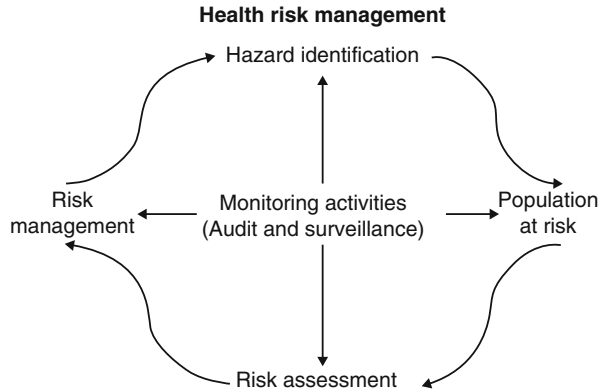 Health risk management
Hazard identification
Risk
management
Monitoring activities
(Audit and surveillance)
Population
at risk
Risk assessment